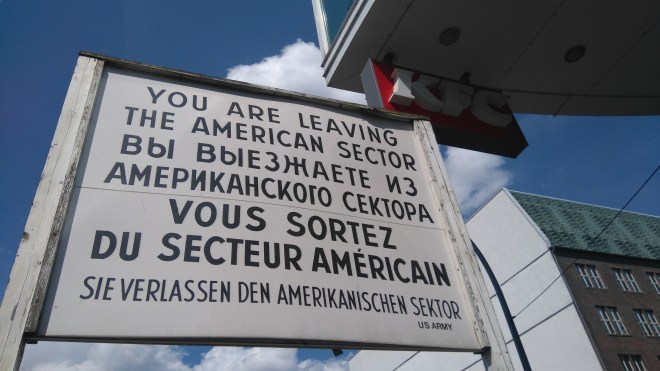 YOU ARE LEAVING
THE AMERICAN SECTOR
ВЫ ВЫЕЗЖАЕТЕ ИЗ
АМЕРИКАНСКОГО СЕКТОРА
VOUS SORTEZ
DU SECTEUR AMÉRICAIN
SIE VERLASSEN DEN AMERIKANISCHEN SEKTOR
US ARMY
KFC